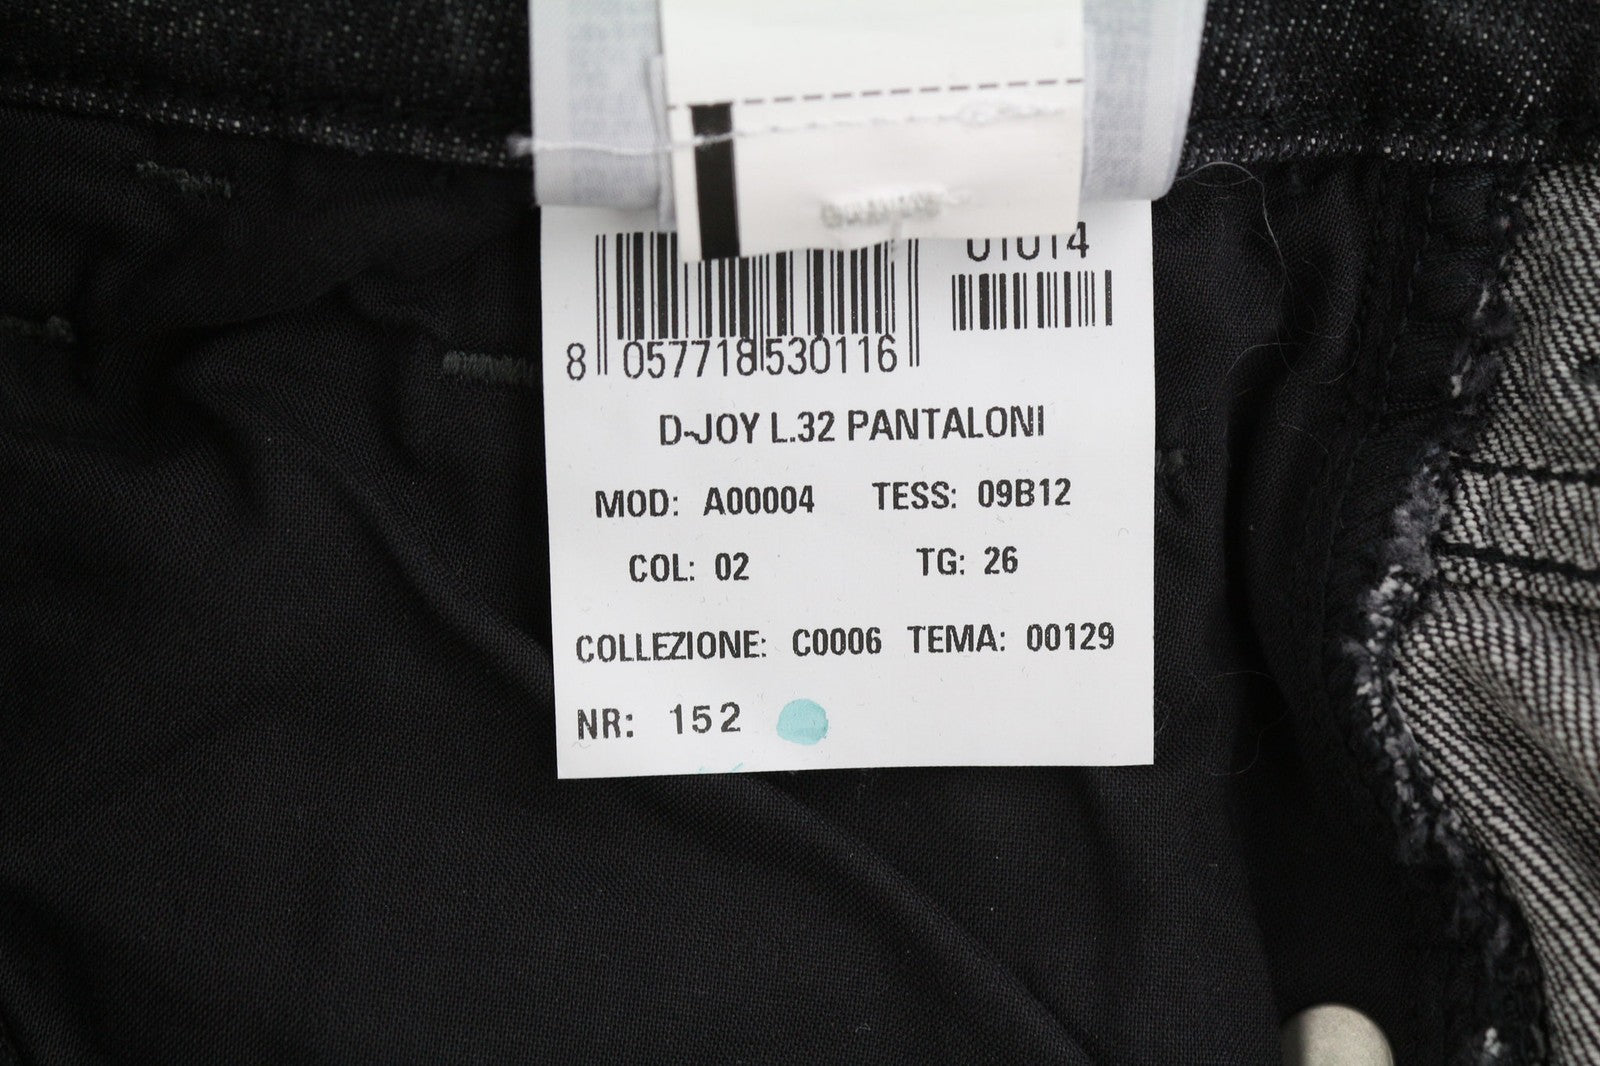 01014
8 057718 530116
D-JOY L.32 PANTALONI
MOD: A00004 TESS: 09B12
COL: 02 TG: 26
COLLEZIONE: C0006 TEMA: 00129
NR: 152